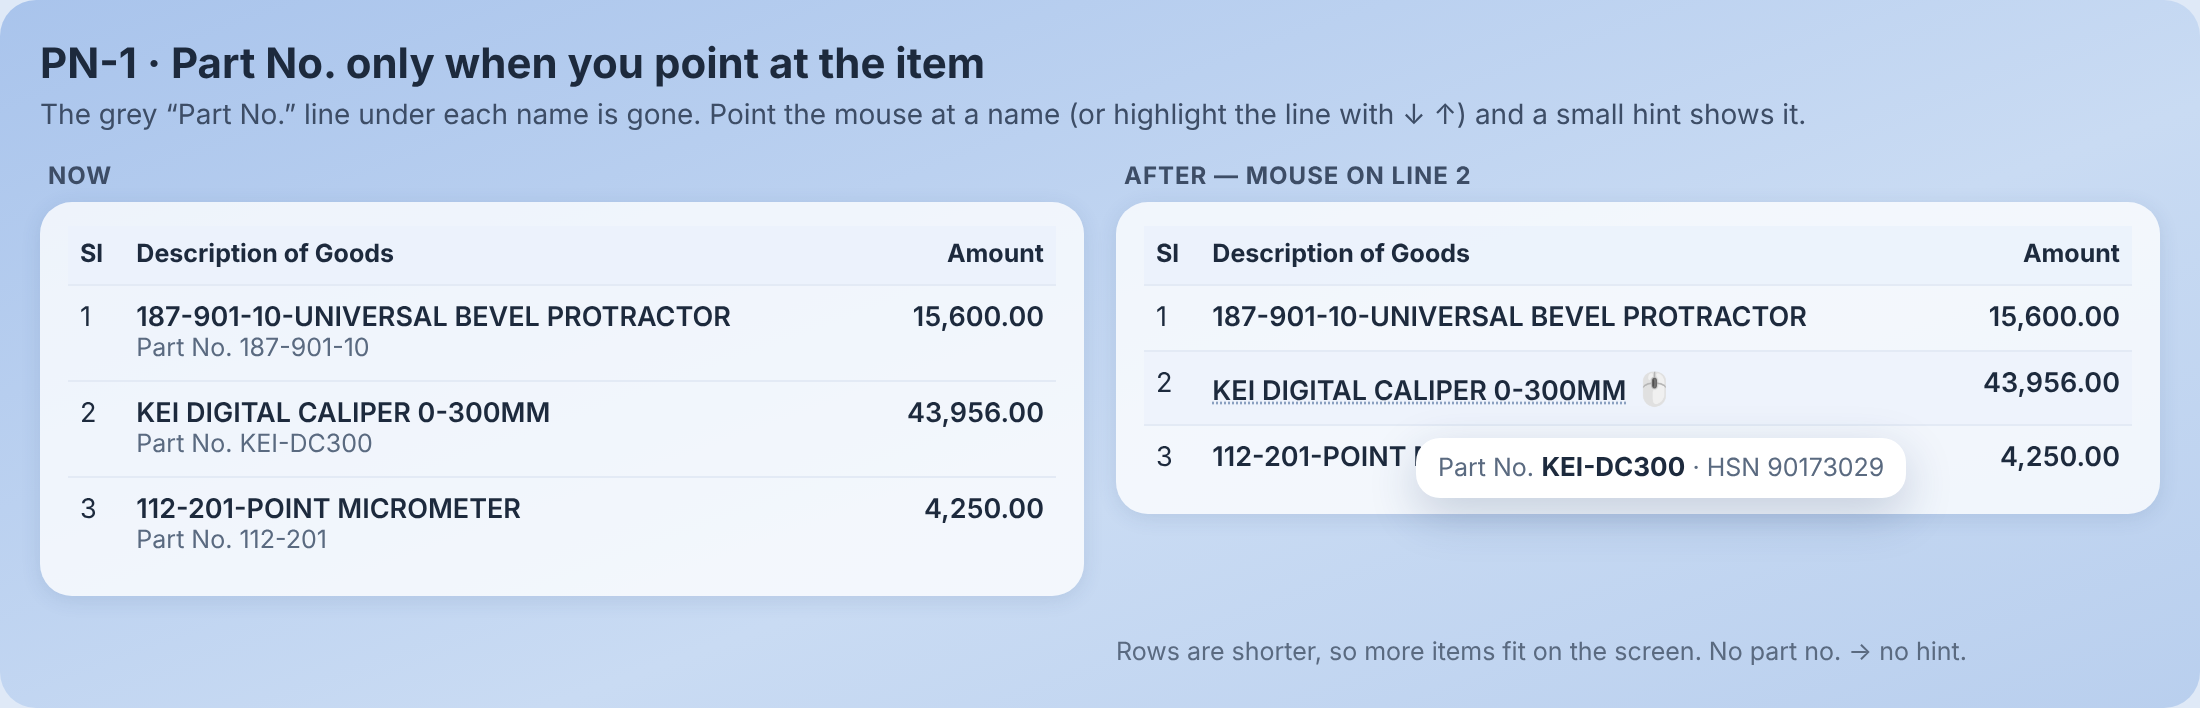 PN-1 · Part No. only when you point at the item
The grey “Part No.” line under each name is gone. Point the mouse at a name (or highlight the line with ↓ ↑) and a small hint shows it.
NOW
Sl Description of Goods Amount
1 187-901-10-UNIVERSAL BEVEL PROTRACTOR 15,600.00
Part No. 187-901-10
2 KEI DIGITAL CALIPER 0-300MM 43,956.00
Part No. KEI-DC300
3 112-201-POINT MICROMETER 4,250.00
Part No. 112-201
AFTER — MOUSE ON LINE 2
Sl Description of Goods Amount
1 187-901-10-UNIVERSAL BEVEL PROTRACTOR 15,600.00
2 KEI DIGITAL CALIPER 0-300MM 43,956.00
3 112-201-POINT 4,250.00
Part No. KEI-DC300 · HSN 90173029
Rows are shorter, so more items fit on the screen. No part no. → no hint.